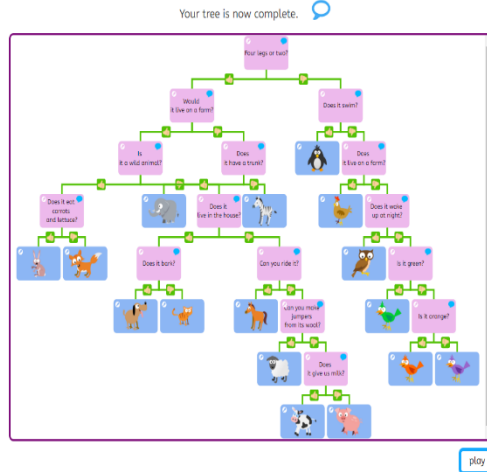 Your tree is now complete.
Four legs or two?
Would
it live on a farm?
Does it swim?
Is
it a wild animal?
Does
it have a trunk?
Does
it live on a farm?
Does it eat
carrots
and lettuce?
Does it
live in the house?
Does it wake
up at night?
Does it bark?
Can you ride it?
Is it green?
Can you make
jumpers
from its wool?
Is it orange?
Does
it give us milk?
play